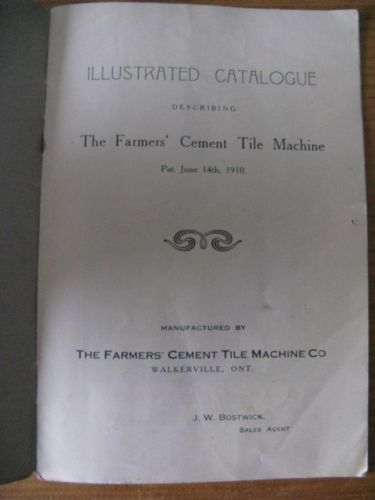 ILLUSTRATED CATALOGUE
DESCRIBING
The Farmers' Cement Tile Machine
Pat. June 14th, 1910.
MANUFACTURED BY
THE FARMERS' CEMENT TILE MACHINE CO
WALKERVILLE, ONT.
J. W. BOSTWICK,
SALES AGENT